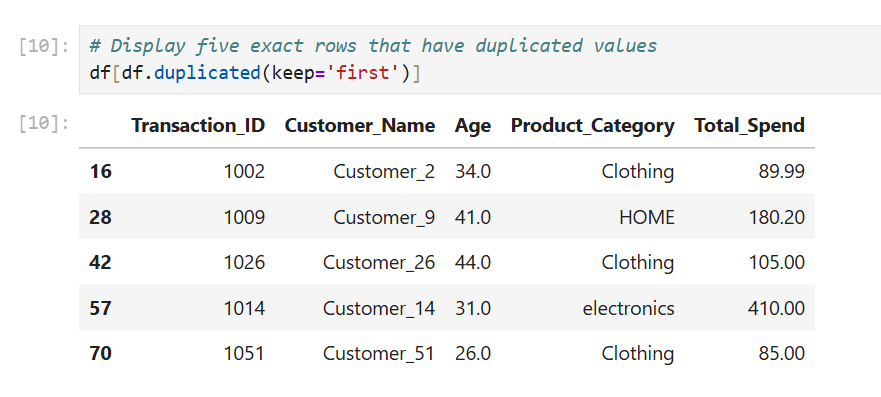 [10]: # Display five exact rows that have duplicated values
df[df.duplicated(keep='first')]
[10]: Transaction_ID Customer_Name Age Product_Category Total_Spend
16 1002 Customer_2 34.0 Clothing 89.99
28 1009 Customer_9 41.0 HOME 180.20
42 1026 Customer_26 44.0 Clothing 105.00
57 1014 Customer_14 31.0 electronics 410.00
70 1051 Customer_51 26.0 Clothing 85.00